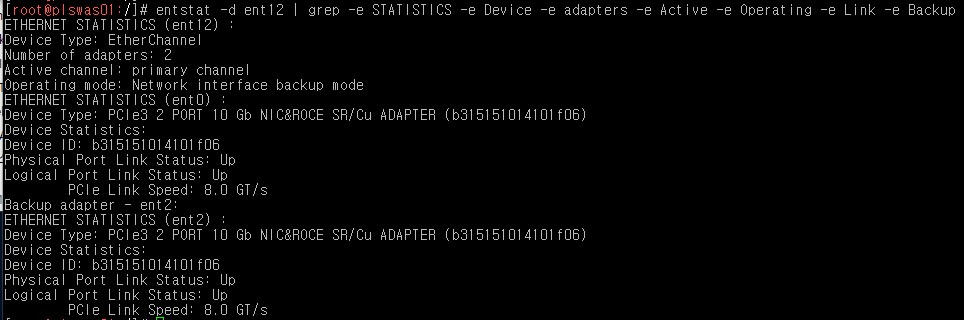 [root@plswas01:/]# entstat -d ent12 | grep -e STATISTICS -e Device -e adapters -e Active -e Operating -e Link -e Backup
ETHERNET STATISTICS (ent12) :
Device Type: EtherChannel
Number of adapters: 2
Active channel: primary channel
Operating mode: Network interface backup mode
ETHERNET STATISTICS (ent0) :
Device Type: PCIe3 2 PORT 10 Gb NIC&ROCE SR/Cu ADAPTER (b315151014101f06)
Device Statistics:
Device ID: b315151014101f06
Physical Port Link Status: Up
Logical Port Link Status: Up
PCIe Link Speed: 8.0 GT/s
Backup adapter - ent2:
ETHERNET STATISTICS (ent2) :
Device Type: PCIe3 2 PORT 10 Gb NIC&ROCE SR/Cu ADAPTER (b315151014101f06)
Device Statistics:
Device ID: b315151014101f06
Physical Port Link Status: Up
Logical Port Link Status: Up
PCIe Link Speed: 8.0 GT/s